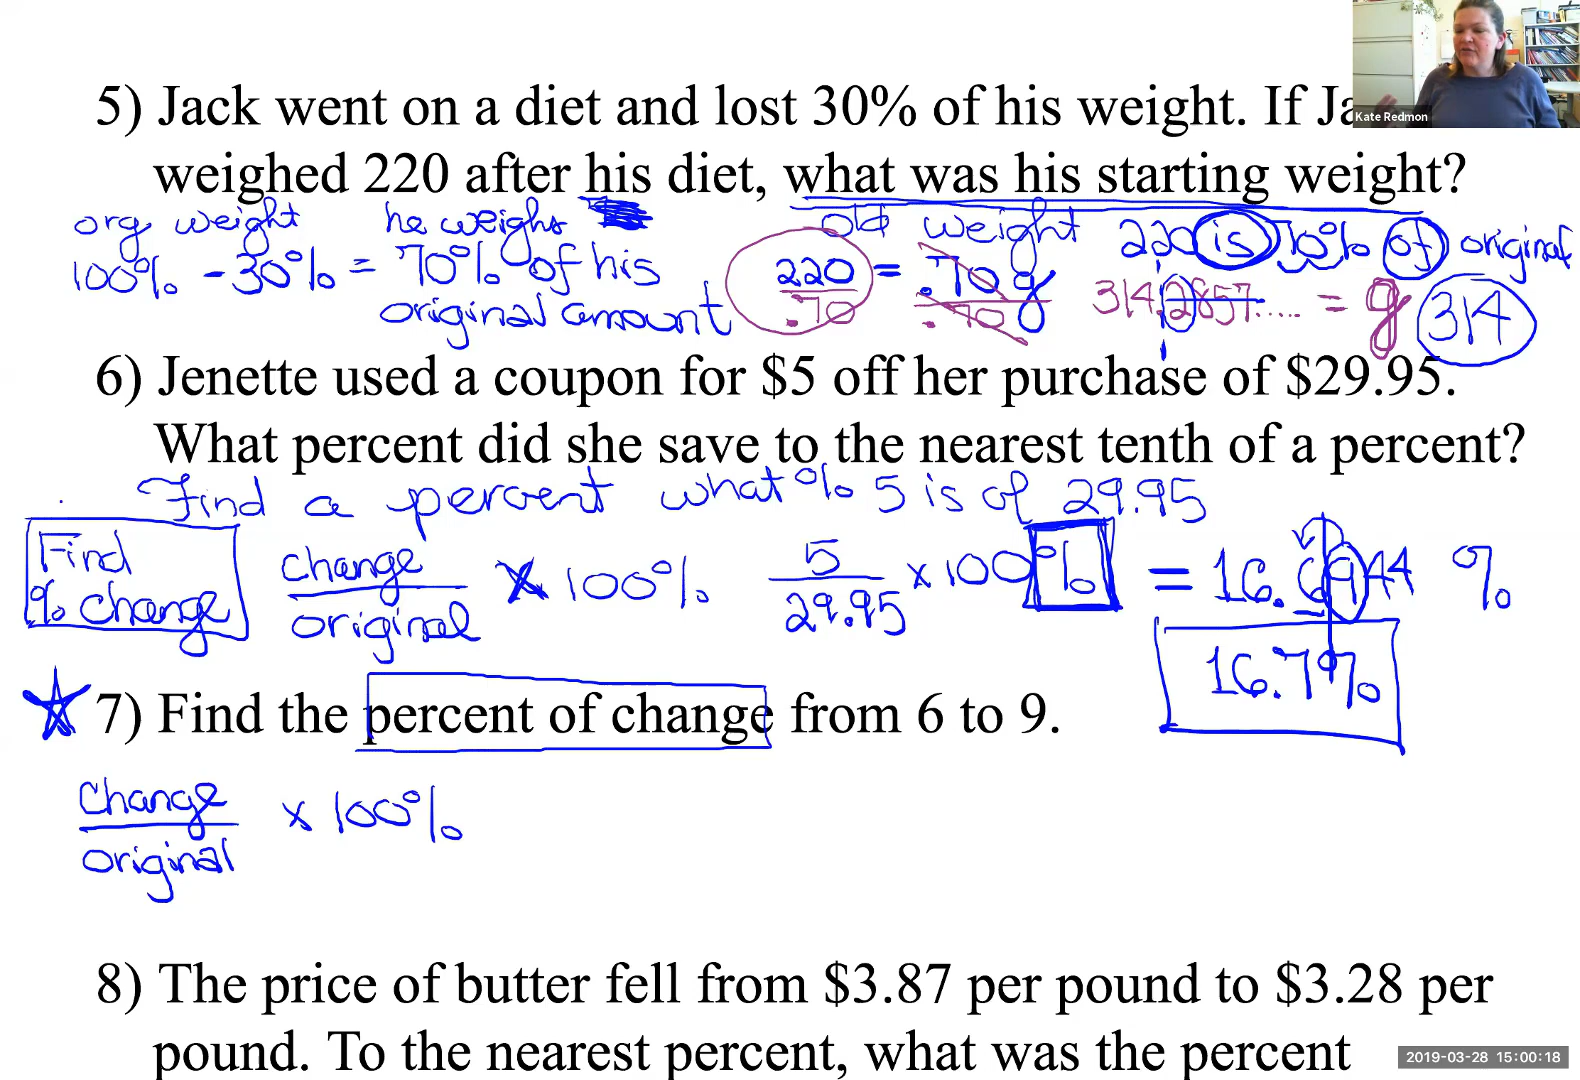 5) Jack went on a diet and lost 30% of his weight. If Ja
Kate Redmon
weighed 220 after his diet, what was his starting weight?
org weight he weighs old weight 220 is 70% of original
100% - 30% = 70% of his 220/.70 = .70g/.70 g 314.2857..... = g 314
original amount
6) Jenette used a coupon for $5 off her purchase of $29.95.
What percent did she save to the nearest tenth of a percent?
Find a percent what % 5 is of 29.95
Find % change change/original x 100% 5/29.95 x 100% = 16.6944 %
16.7%
7) Find the percent of change from 6 to 9.
Change/original x 100%
8) The price of butter fell from $3.87 per pound to $3.28 per
pound. To the nearest percent, what was the percent
2019-03-28 15:00:18